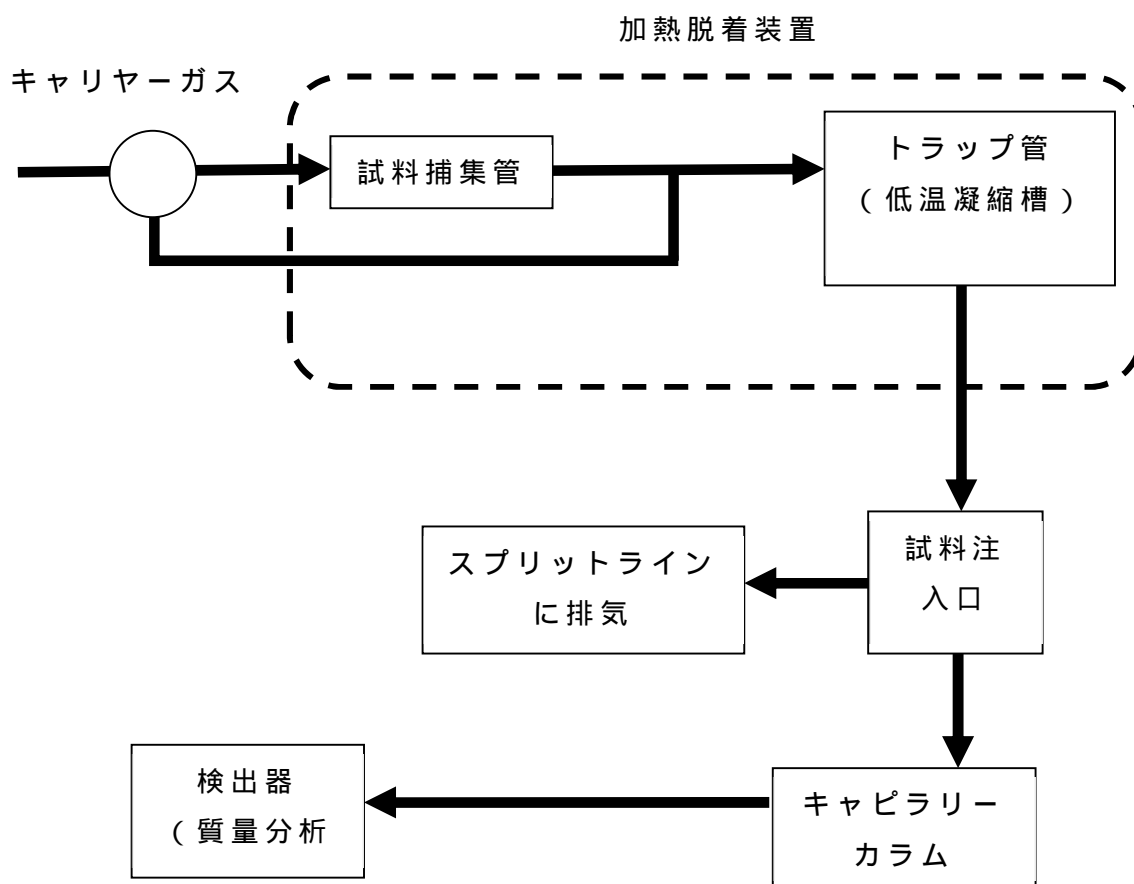 加熱脱着装置
キャリヤーガス
試料捕集管
トラップ管
(低温凝縮槽)
スプリットライン
に排気
試料注
入口
検出器
(質量分析
キャピラリー
カラム